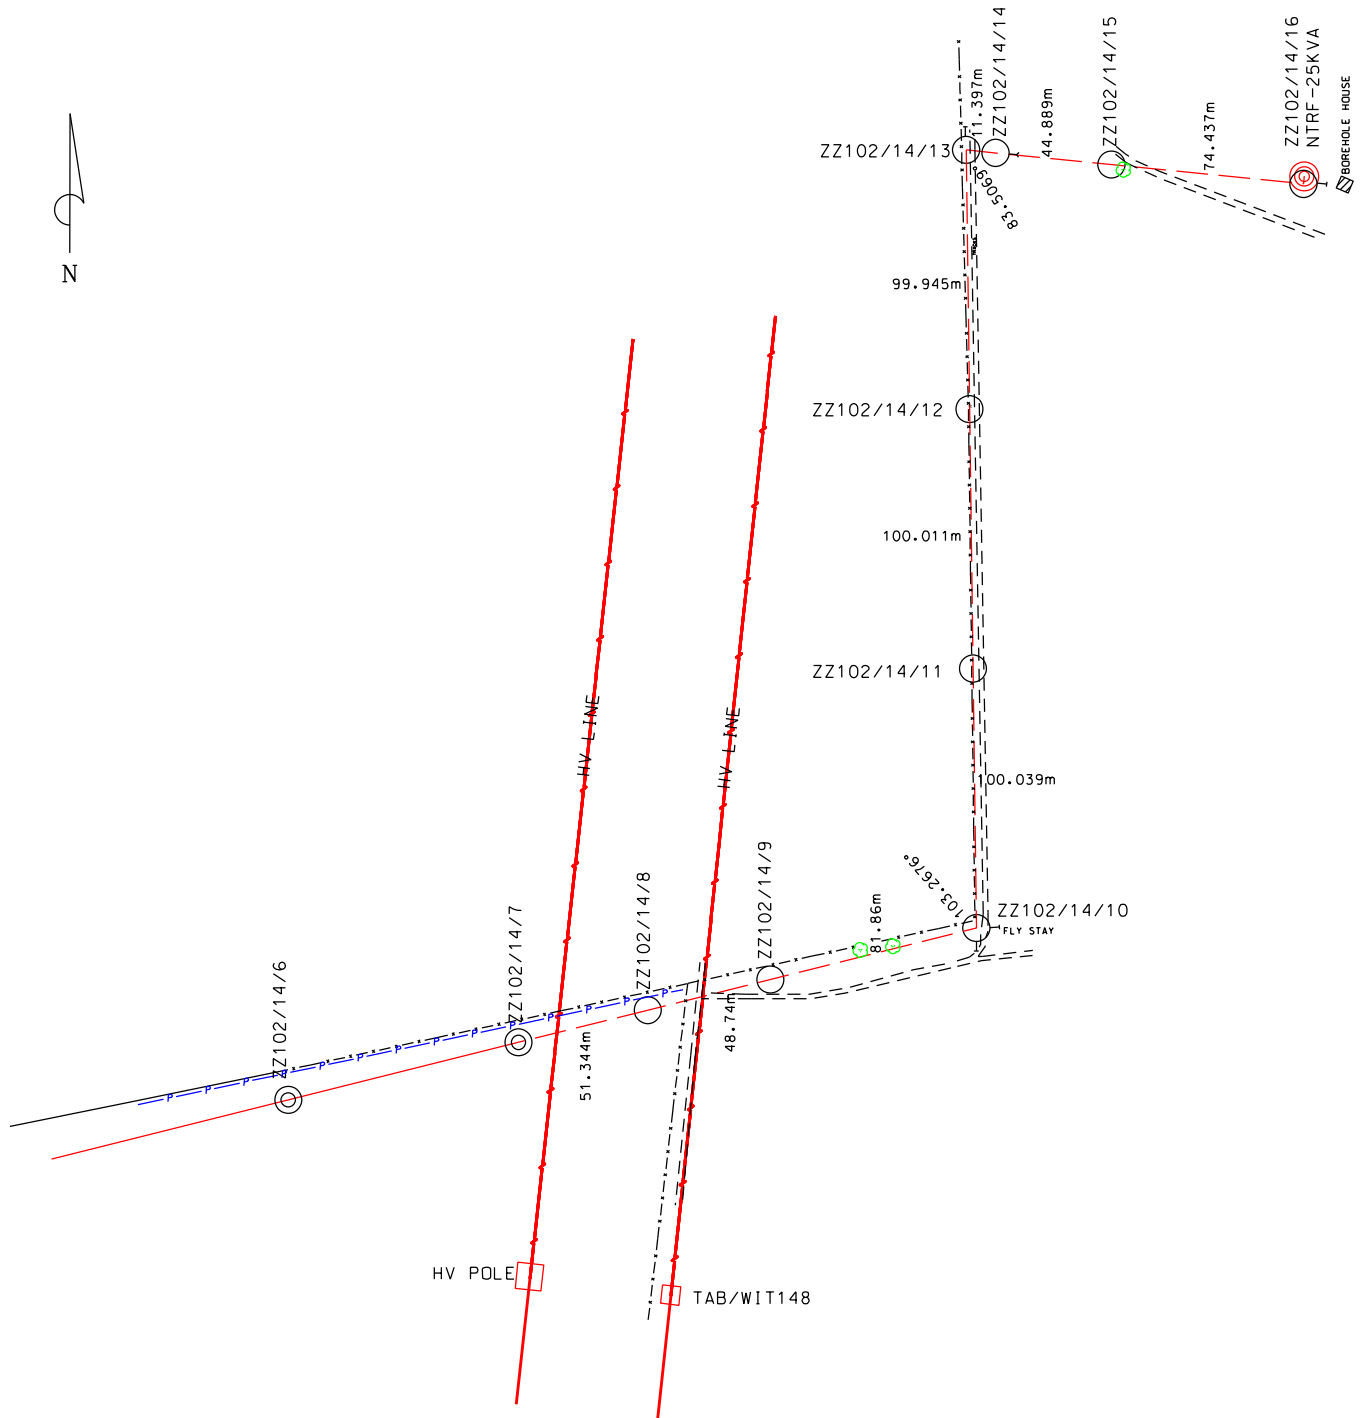 ZZ102/14/14
ZZ102/14/15
ZZ102/14/16
NTRF-25KVA
BOREHOLE HOUSE
11.397m
44.889m
74.437m
ZZ102/14/13
83.5069°
N
99.945m
ZZ102/14/12
100.011m
ZZ102/14/11
HV LINE
HV LINE
100.039m
103.2676°
ZZ102/14/10
FLY STAY
81.86m
ZZ102/14/9
ZZ102/14/8
ZZ102/14/7
ZZ102/14/6
P P P P P P P P P P P P P P
51.344m
48.74m
HV POLE
TAB/WIT148